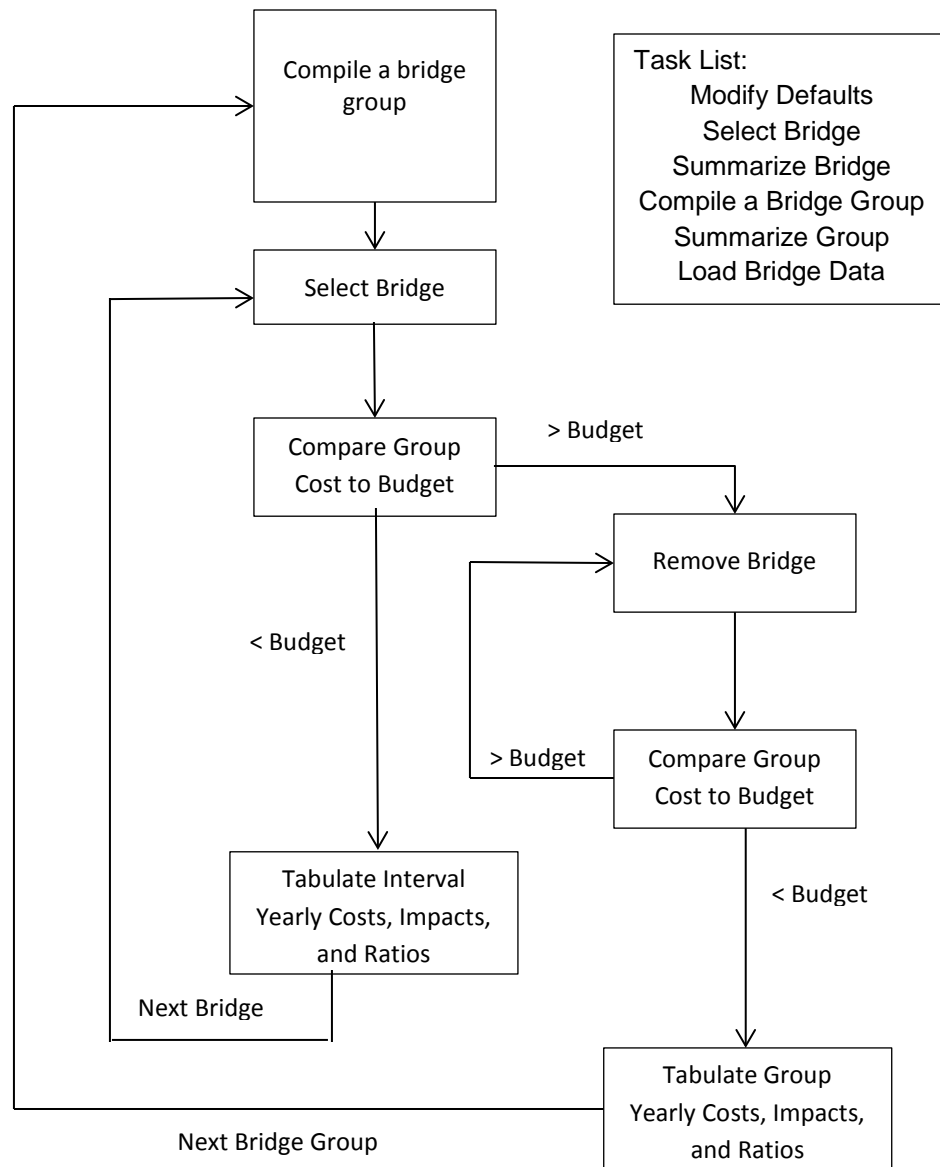 Compile a bridge
group
Task List:
Modify Defaults
Select Bridge
Summarize Bridge
Compile a Bridge Group
Summarize Group
Load Bridge Data
Select Bridge
Compare Group
Cost to Budget
> Budget
Remove Bridge
< Budget
> Budget
Compare Group
Cost to Budget
Tabulate Interval
Yearly Costs, Impacts,
and Ratios
< Budget
Next Bridge
Tabulate Group
Yearly Costs, Impacts,
and Ratios
Next Bridge Group